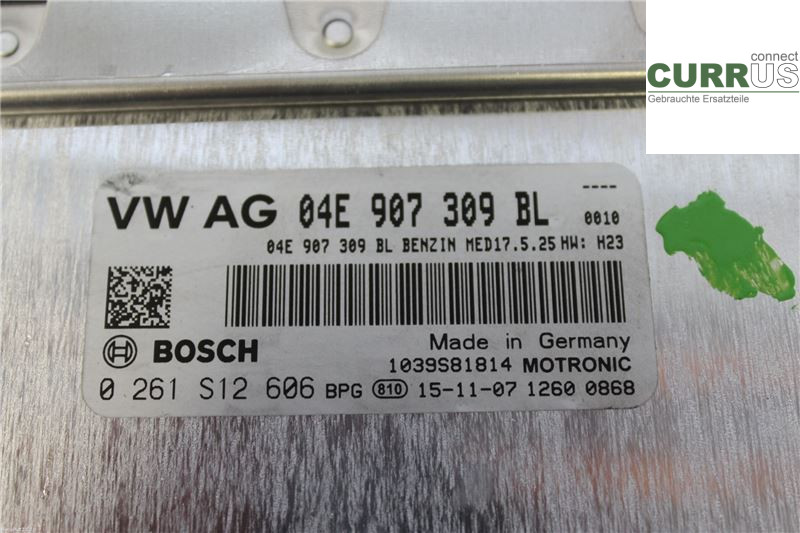 connect
CURRUS
Gebrauchte Ersatzteile
----
VW AG 04E 907 309 BL 0010
04E 907 309 BL BENZIN MED17.5.25 HW: H23
Made in Germany
BOSCH
1039S81814 MOTRONIC
0 261 S12 606 BPG 810 15-11-07 1260 0868